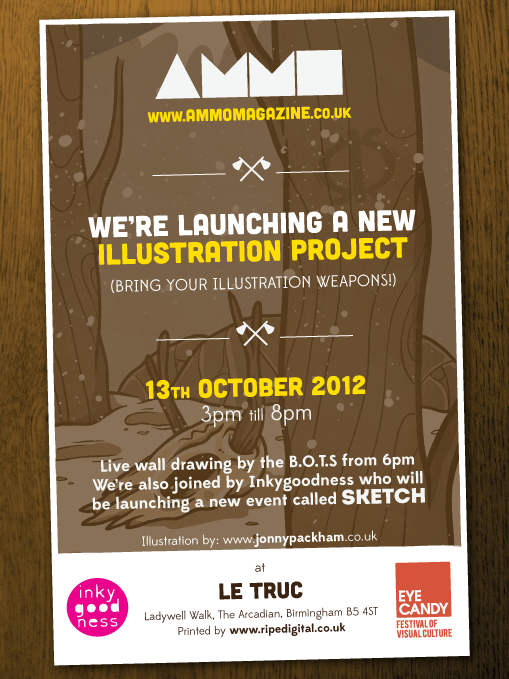 AMMO
WWW.AMMOMAGAZINE.CO.UK
WE'RE LAUNCHING A NEW
ILLUSTRATION PROJECT
(BRING YOUR ILLUSTRATION WEAPONS!)
13TH OCTOBER 2012
3pm till 8pm
Live wall drawing by the B.O.T.S from 6pm
We're also joined by Inkygoodness who will
be launching a new event called SKETCH
Illustration by: www.jonnypackham.co.uk
at
LE TRUC
Ladywell Walk, The Arcadian, Birmingham B5 4ST
Printed by www.ripedigital.co.uk
inky
good
ness
EYE
CANDY
FESTIVAL OF
VISUAL CULTURE